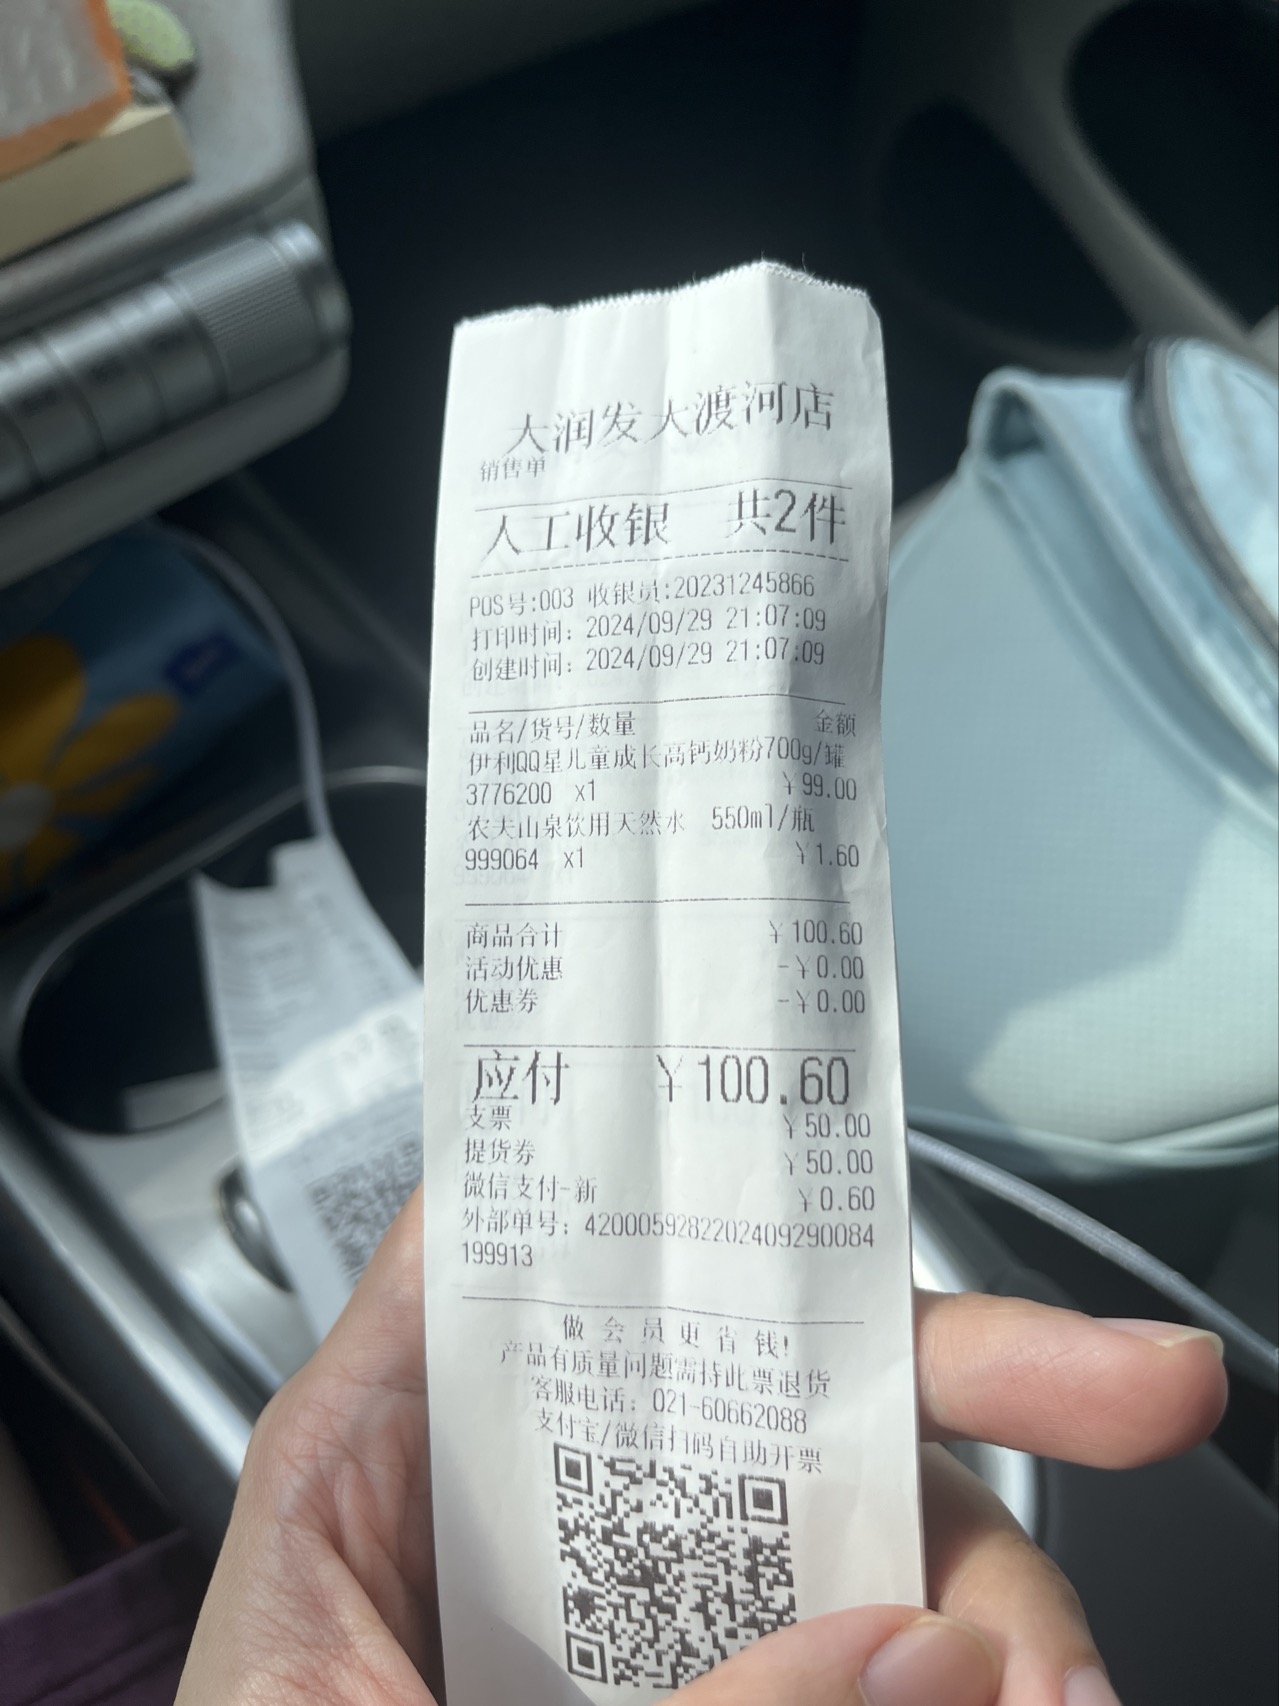 大润发大渡河店
销售单
人工收银 共2件
POS号:003 收银员:20231245866
打印时间: 2024/09/29 21:07:09
创建时间: 2024/09/29 21:07:09
品名/货号/数量 金额
伊利QQ星儿童成长高钙奶粉700g/罐
3776200 x1 ¥99.00
农夫山泉饮用天然水 550ml/瓶
999064 x1 ¥1.60
商品合计 ¥100.60
活动优惠 -¥0.00
优惠券 -¥0.00
应付 ¥100.60
支票 ¥50.00
提货券 ¥50.00
微信支付-新 ¥0.60
外部单号: 4200059282202409290084
199913
做会员更省钱!
产品有质量问题需持此票退货
客服电话: 021-60662088
支付宝/微信扫码自助开票